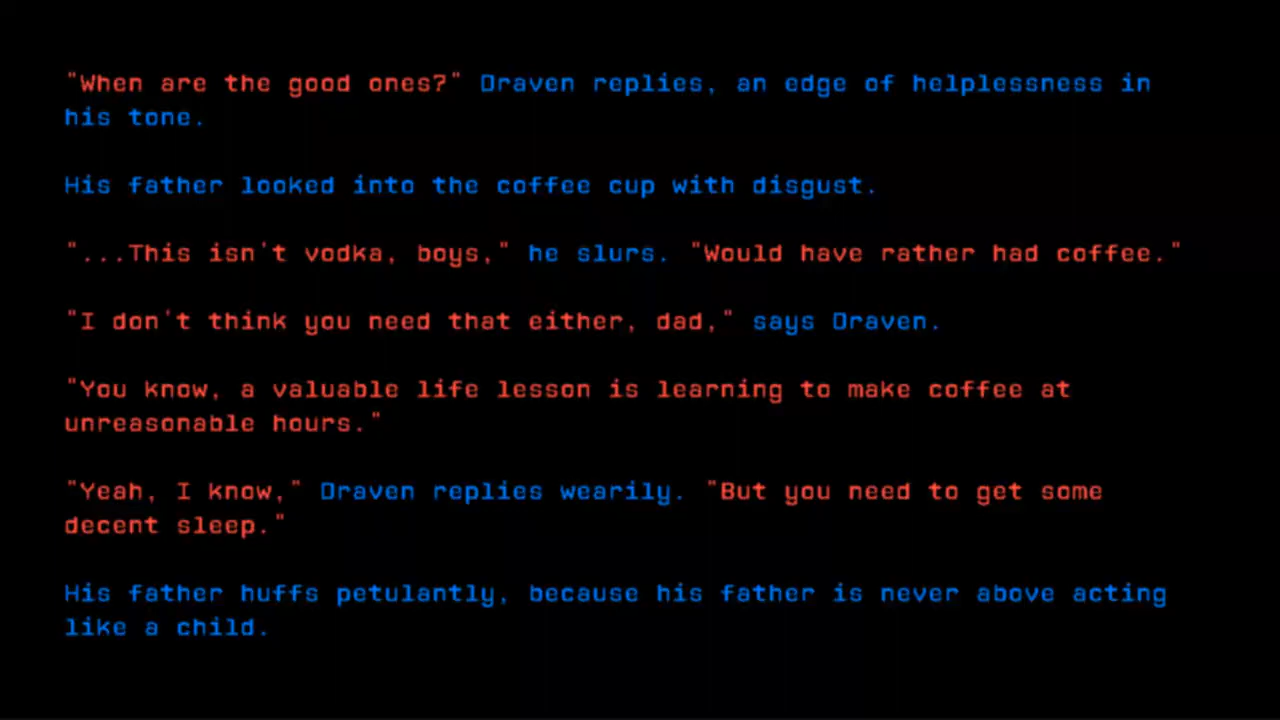 "When are the good ones?" Draven replies, an edge of helplessness in
his tone.
His father looked into the coffee cup with disgust.
"...This isn't vodka, boys," he slurs. "Would have rather had coffee."
"I don't think you need that either, dad," says Draven.
"You know, a valuable life lesson is learning to make coffee at
unreasonable hours."
"Yeah, I know," Draven replies wearily. "But you need to get some
decent sleep."
His father huffs petulantly, because his father is never above acting
like a child.